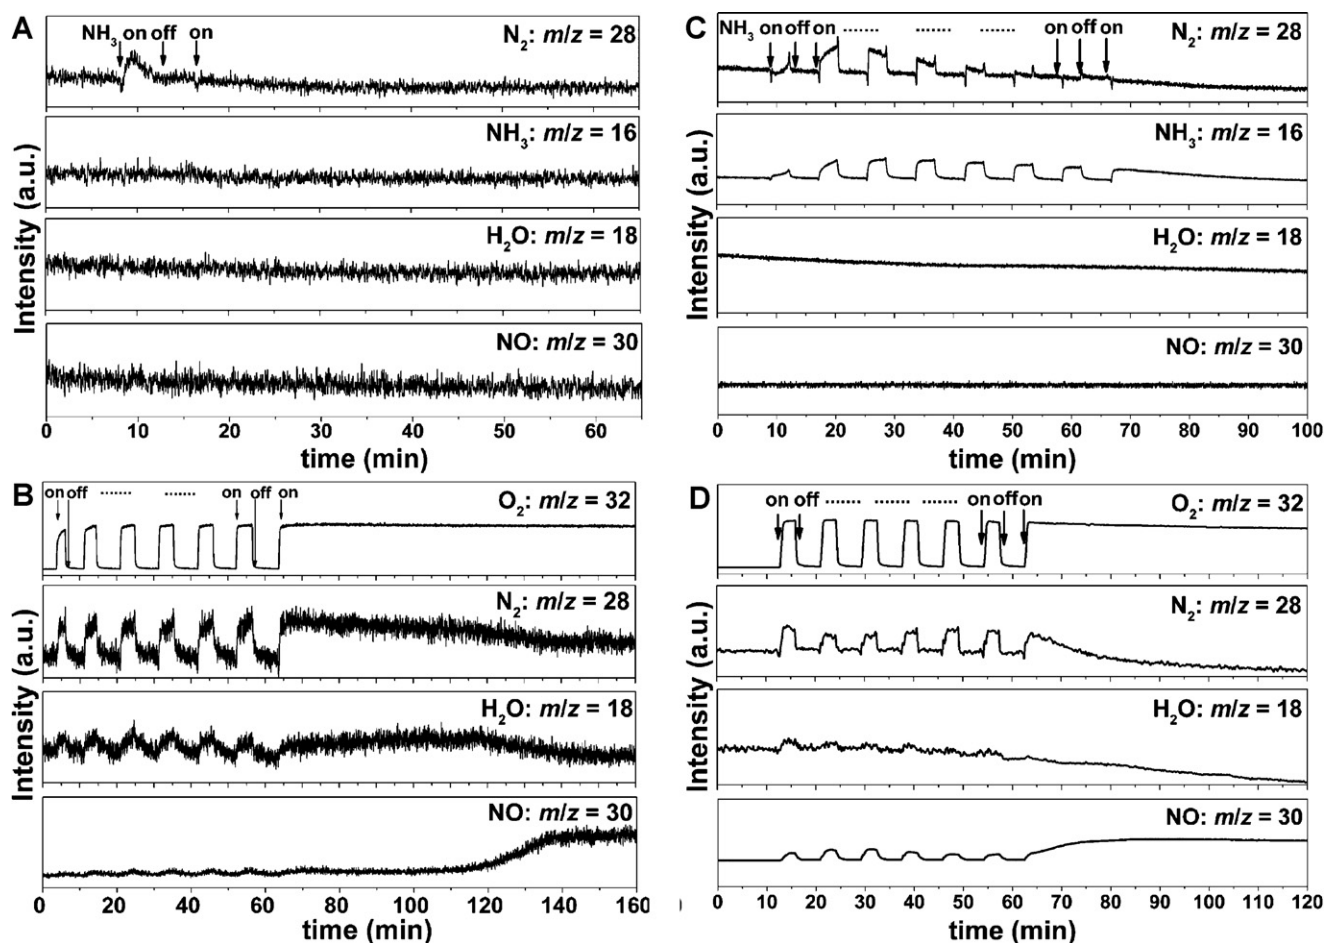 A
NH₃ on off on
N₂: m/z = 28
NH₃: m/z = 16
H₂O: m/z = 18
NO: m/z = 30
Intensity (a.u.)
0 10 20 30 40 50 60
time (min)
B
on off ...... ...... on off on
O₂: m/z = 32
N₂: m/z = 28
H₂O: m/z = 18
NO: m/z = 30
Intensity (a.u.)
0 20 40 60 80 100 120 140 160
time (min)
C
NH₃ on off on ...... ...... ...... on off on
N₂: m/z = 28
NH₃: m/z = 16
H₂O: m/z = 18
NO: m/z = 30
Intensity (a.u.)
0 10 20 30 40 50 60 70 80 90 100
time (min)
D
on off ...... ...... ...... on off on
O₂: m/z = 32
N₂: m/z = 28
H₂O: m/z = 18
NO: m/z = 30
Intensity (a.u.)
0 10 20 30 40 50 60 70 80 90 100 110 120
time (min)